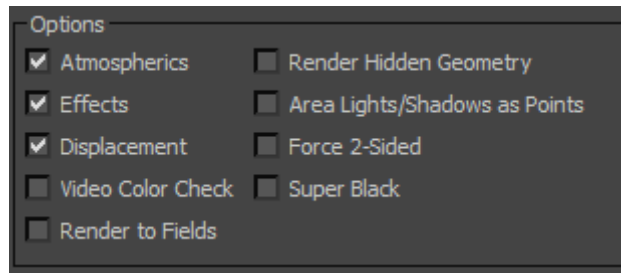 Options
Atmospherics
Render Hidden Geometry
Effects
Area Lights/Shadows as Points
Displacement
Force 2-Sided
Video Color Check
Super Black
Render to Fields